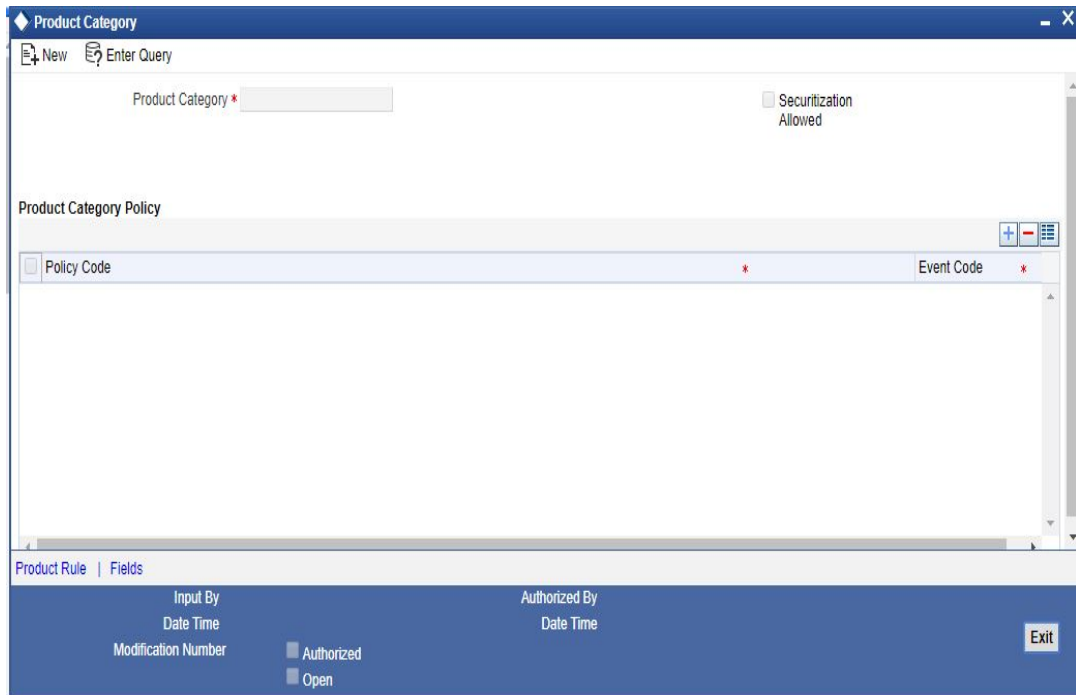 Product Category
New Enter Query
Product Category *
Securitization
Allowed
Product Category Policy
Policy Code * Event Code *
Product Rule | Fields
Input By Authorized By
Date Time Date Time
Modification Number Authorized
Open
Exit